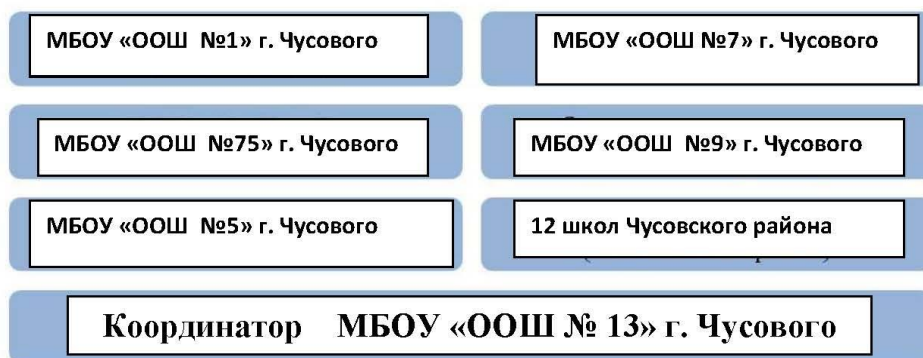 МБОУ «ООШ №1» г. Чусового
МБОУ «ООШ №7» г. Чусового
МБОУ «ООШ №75» г. Чусового
МБОУ «ООШ №9» г. Чусового
МБОУ «ООШ №5» г. Чусового
12 школ Чусовского района
Координатор МБОУ «ООШ № 13» г. Чусового